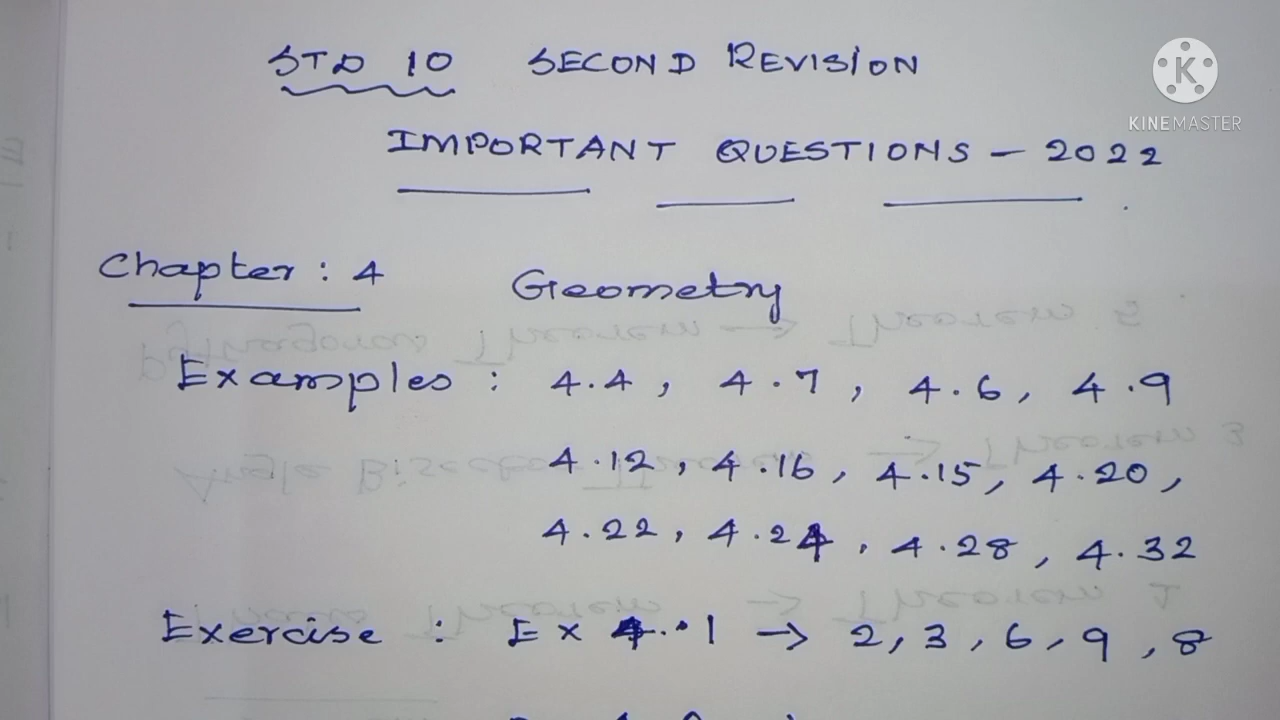 STD 10 SECOND REVISION
K
KINEMASTER
IMPORTANT QUESTIONS - 2022
Chapter : 4 Geometry
Examples : 4.4, 4.7, 4.6, 4.9
4.12, 4.16, 4.15, 4.20,
4.22, 4.24, 4.28, 4.32
Exercise : Ex 4.1 → 2, 3, 6, 9, 8